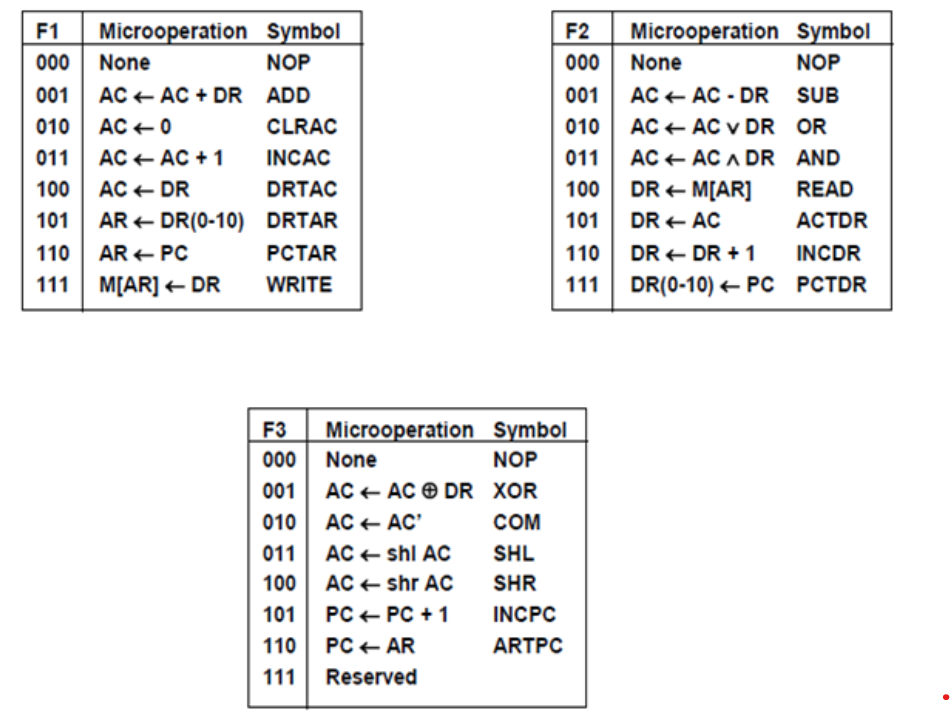 F1 Microoperation Symbol
000 None NOP
001 AC ← AC + DR ADD
010 AC ← 0 CLRAC
011 AC ← AC + 1 INCAC
100 AC ← DR DRTAC
101 AR ← DR(0-10) DRTAR
110 AR ← PC PCTAR
111 M[AR] ← DR WRITE
F2 Microoperation Symbol
000 None NOP
001 AC ← AC - DR SUB
010 AC ← AC ∨ DR OR
011 AC ← AC ∧ DR AND
100 DR ← M[AR] READ
101 DR ← AC ACTDR
110 DR ← DR + 1 INCDR
111 DR(0-10) ← PC PCTDR
F3 Microoperation Symbol
000 None NOP
001 AC ← AC ⊕ DR XOR
010 AC ← AC’ COM
011 AC ← shl AC SHL
100 AC ← shr AC SHR
101 PC ← PC + 1 INCPC
110 PC ← AR ARTPC
111 Reserved